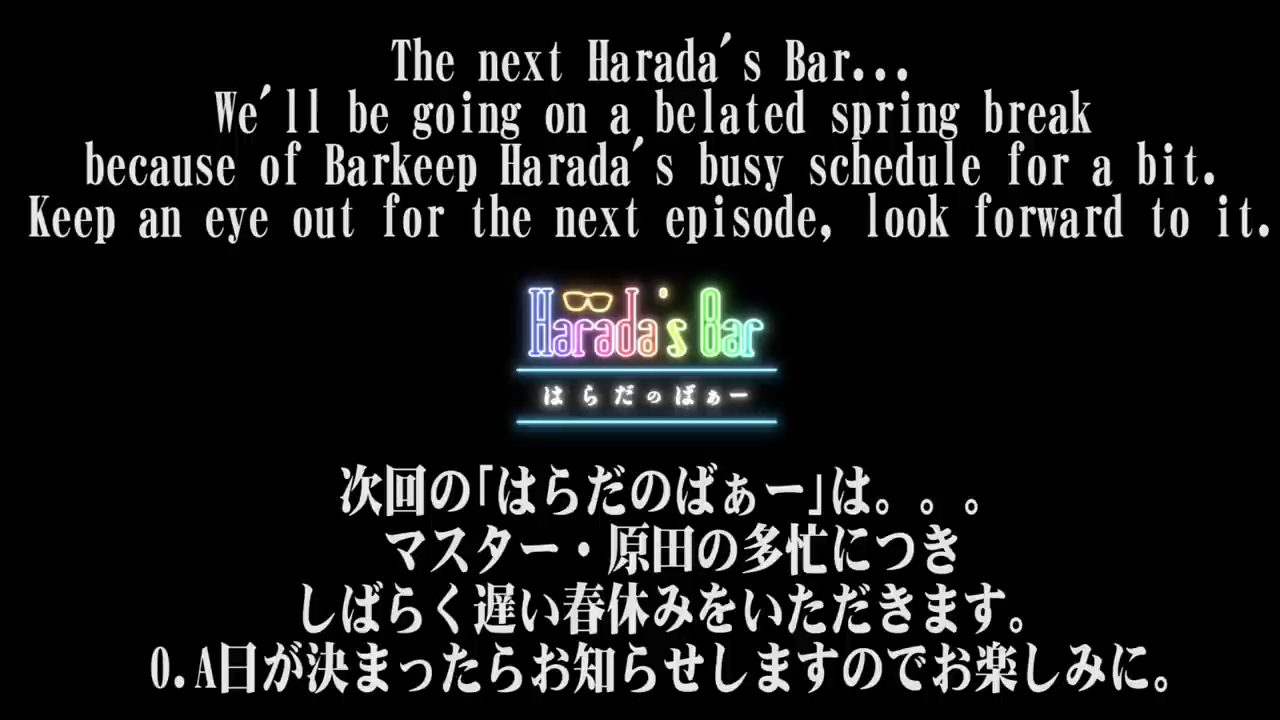 The next Harada's Bar...
We'll be going on a belated spring break
because of Barkeep Harada's busy schedule for a bit.
Keep an eye out for the next episode, look forward to it.
Harada's Bar
はらだのばぁー
次回の「はらだのばぁー」は。。。
マスター・原田の多忙につき
しばらく遅い春休みをいただきます。
O.A日が決まったらお知らせしますのでお楽しみに。